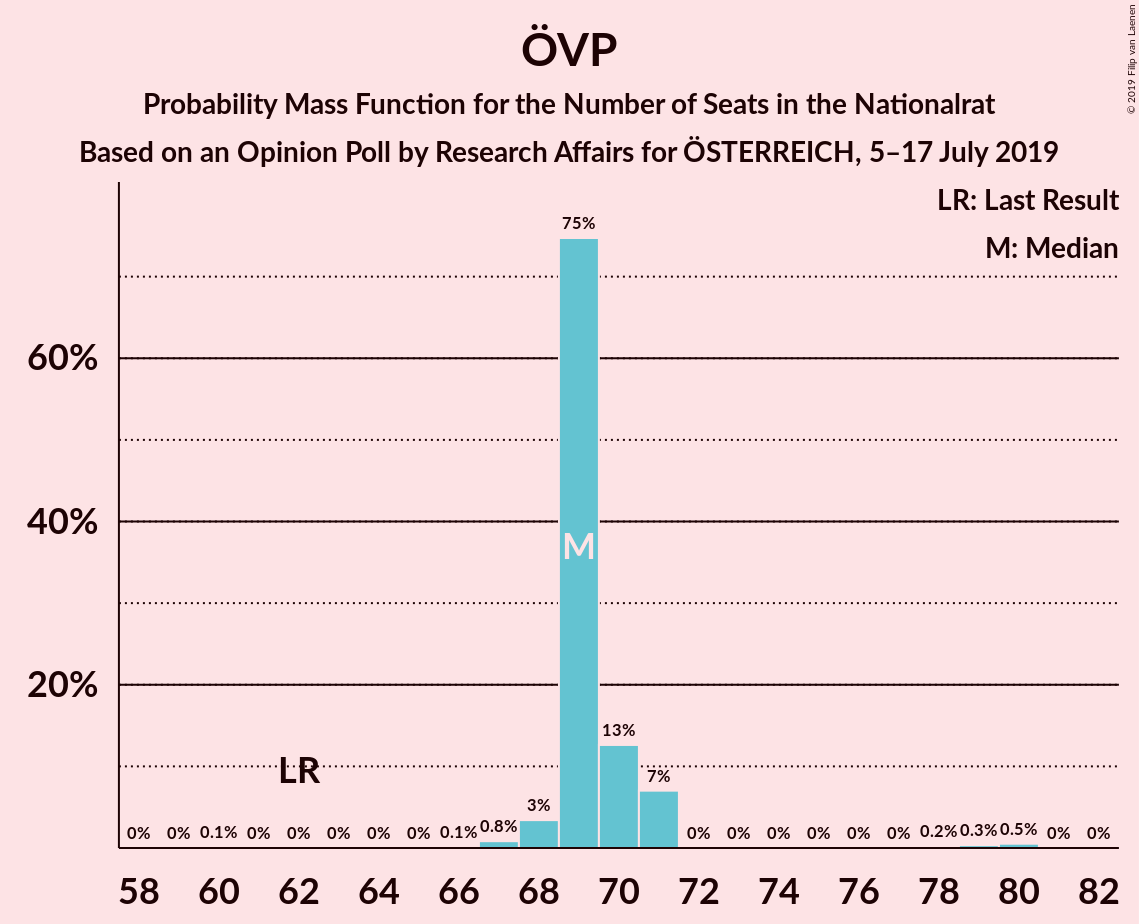 ÖVP
Probability Mass Function for the Number of Seats in the Nationalrat
Based on an Opinion Poll by Research Affairs for ÖSTERREICH, 5–17 July 2019
© 2019 Filip van Laenen
LR: Last Result
M: Median
60%
40%
20%
75%
M
LR
0% 0% 0.1% 0% 0% 0% 0% 0% 0.1% 0.8% 3% 13% 7% 0% 0% 0% 0% 0% 0% 0.2% 0.3% 0.5% 0% 0%
58 60 62 64 66 68 70 72 74 76 78 80 82